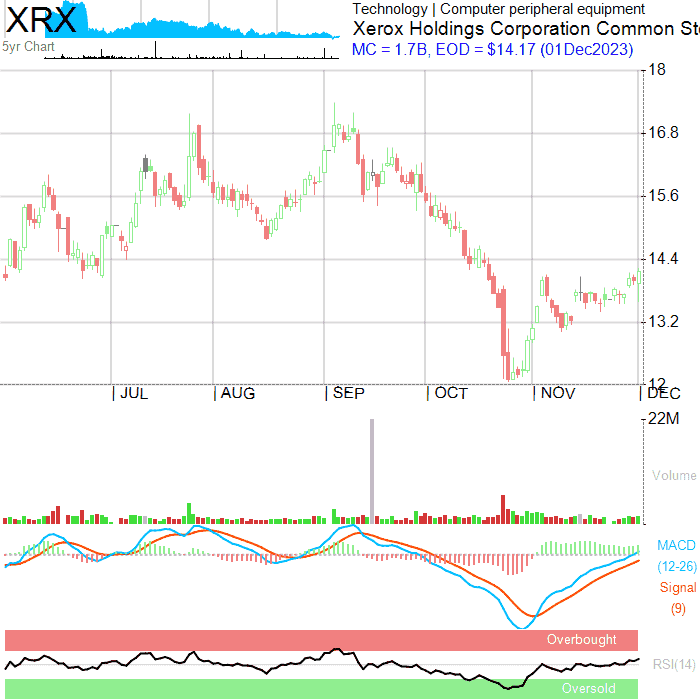 XRX
5yr Chart
Technology | Computer peripheral equipment
Xerox Holdings Corporation Common Sto
MC = 1.7B, EOD = $14.17 (01Dec2023)
18
16.8
15.6
14.4
13.2
12
| JUL | AUG | SEP | OCT | NOV | DEC
22M
Volume
MACD
(12-26)
Signal
(9)
Overbought
RSI(14)
Oversold